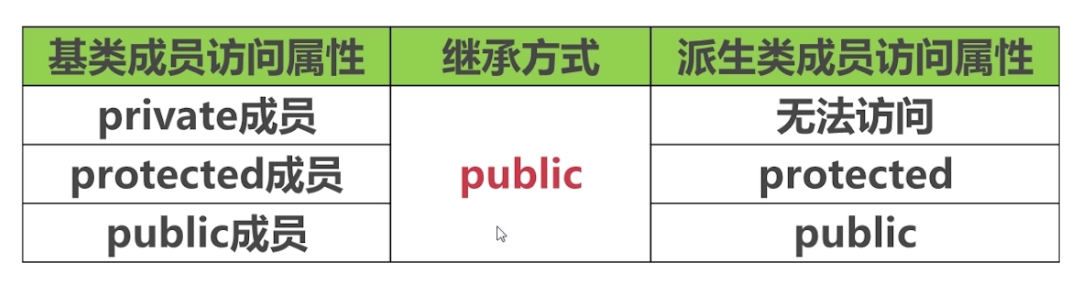 基类成员访问属性 继承方式 派生类成员访问属性
private成员 无法访问
protected成员 public protected
public成员 public